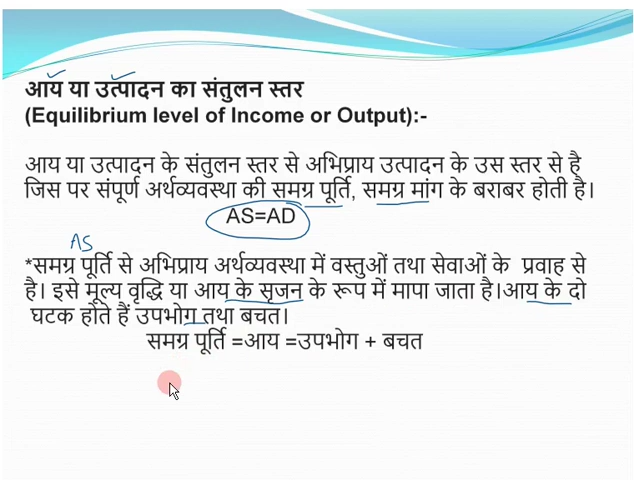 आय या उत्पादन का संतुलन स्तर
(Equilibrium level of Income or Output):-
आय या उत्पादन के संतुलन स्तर से अभिप्राय उत्पादन के उस स्तर से है
जिस पर संपूर्ण अर्थव्यवस्था की समग्र पूर्ति, समग्र मांग के बराबर होती है।
AS=AD
AS
*समग्र पूर्ति से अभिप्राय अर्थव्यवस्था में वस्तुओं तथा सेवाओं के प्रवाह से
है। इसे मूल्य वृद्धि या आय के सृजन के रूप में मापा जाता है।आय के दो
घटक होते हैं उपभोग तथा बचत।
समग्र पूर्ति =आय =उपभोग + बचत